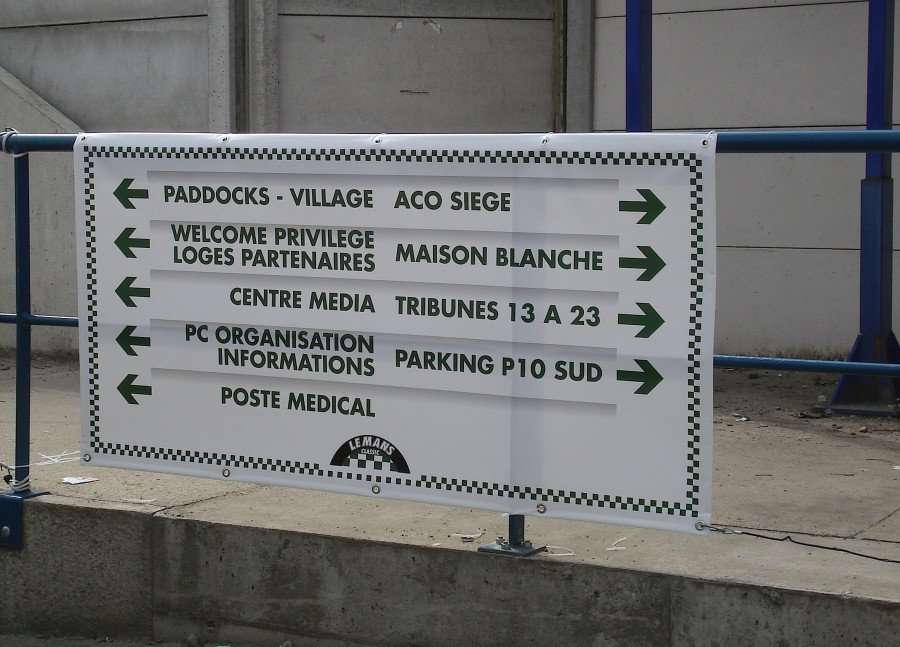 PADDOCKS - VILLAGE
WELCOME PRIVILEGE
LOGES PARTENAIRES
CENTRE MEDIA
PC ORGANISATION
INFORMATIONS
POSTE MEDICAL
ACO SIEGE
MAISON BLANCHE
TRIBUNES 13 A 23
PARKING P10 SUD
LE MANS
CLASSIC